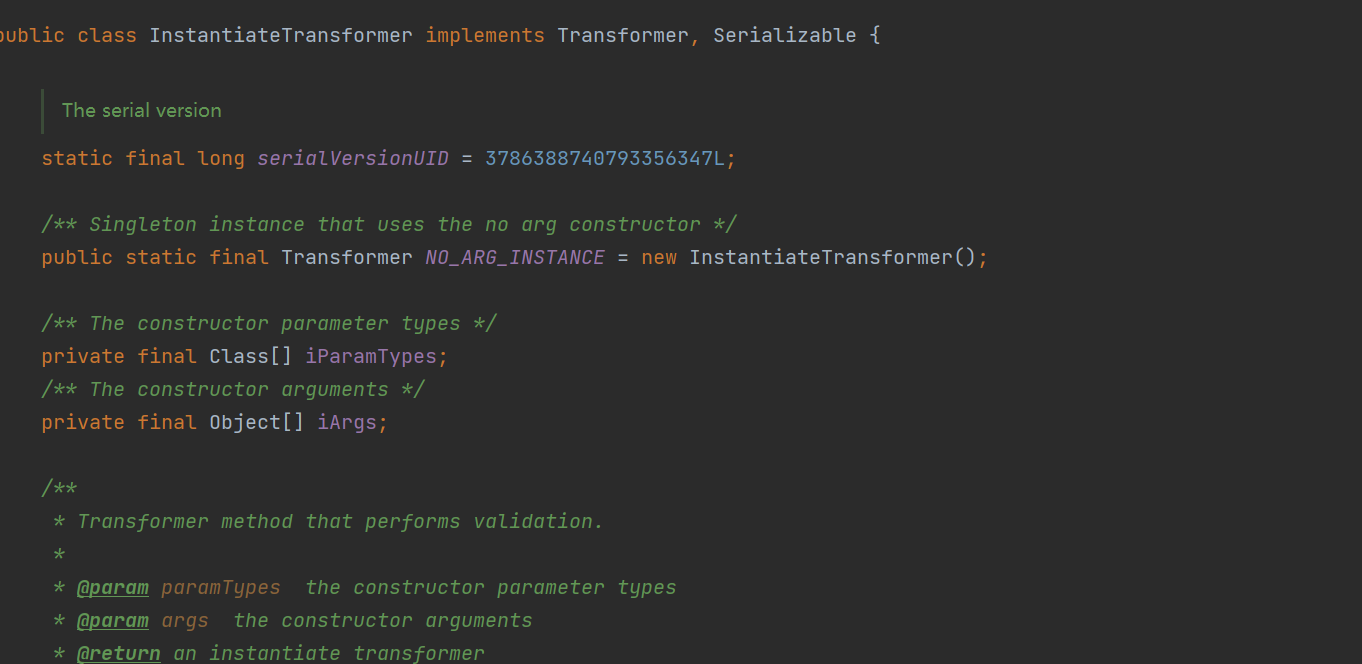 public class InstantiateTransformer implements Transformer, Serializable {
The serial version
static final long serialVersionUID = 3786388740793356347L;
/** Singleton instance that uses the no arg constructor */
public static final Transformer NO_ARG_INSTANCE = new InstantiateTransformer();
/** The constructor parameter types */
private final Class[] iParamTypes;
/** The constructor arguments */
private final Object[] iArgs;
/**
* Transformer method that performs validation.
*
* @param paramTypes  the constructor parameter types
* @param args  the constructor arguments
* @return an instantiate transformer